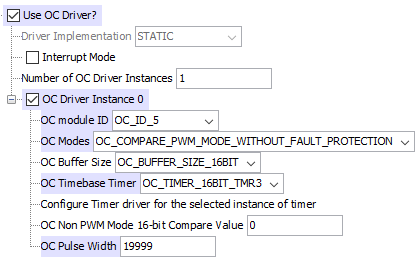 Use OC Driver?
Driver Implementation STATIC
Interrupt Mode
Number of OC Driver Instances 1
OC Driver Instance 0
OC module ID OC_ID_5
OC Modes OC_COMPARE_PWM_MODE_WITHOUT_FAULT_PROTECTION
OC Buffer Size OC_BUFFER_SIZE_16BIT
OC Timebase Timer OC_TIMER_16BIT_TMR3
Configure Timer driver for the selected instance of timer
OC Non PWM Mode 16-bit Compare Value 0
OC Pulse Width 19999